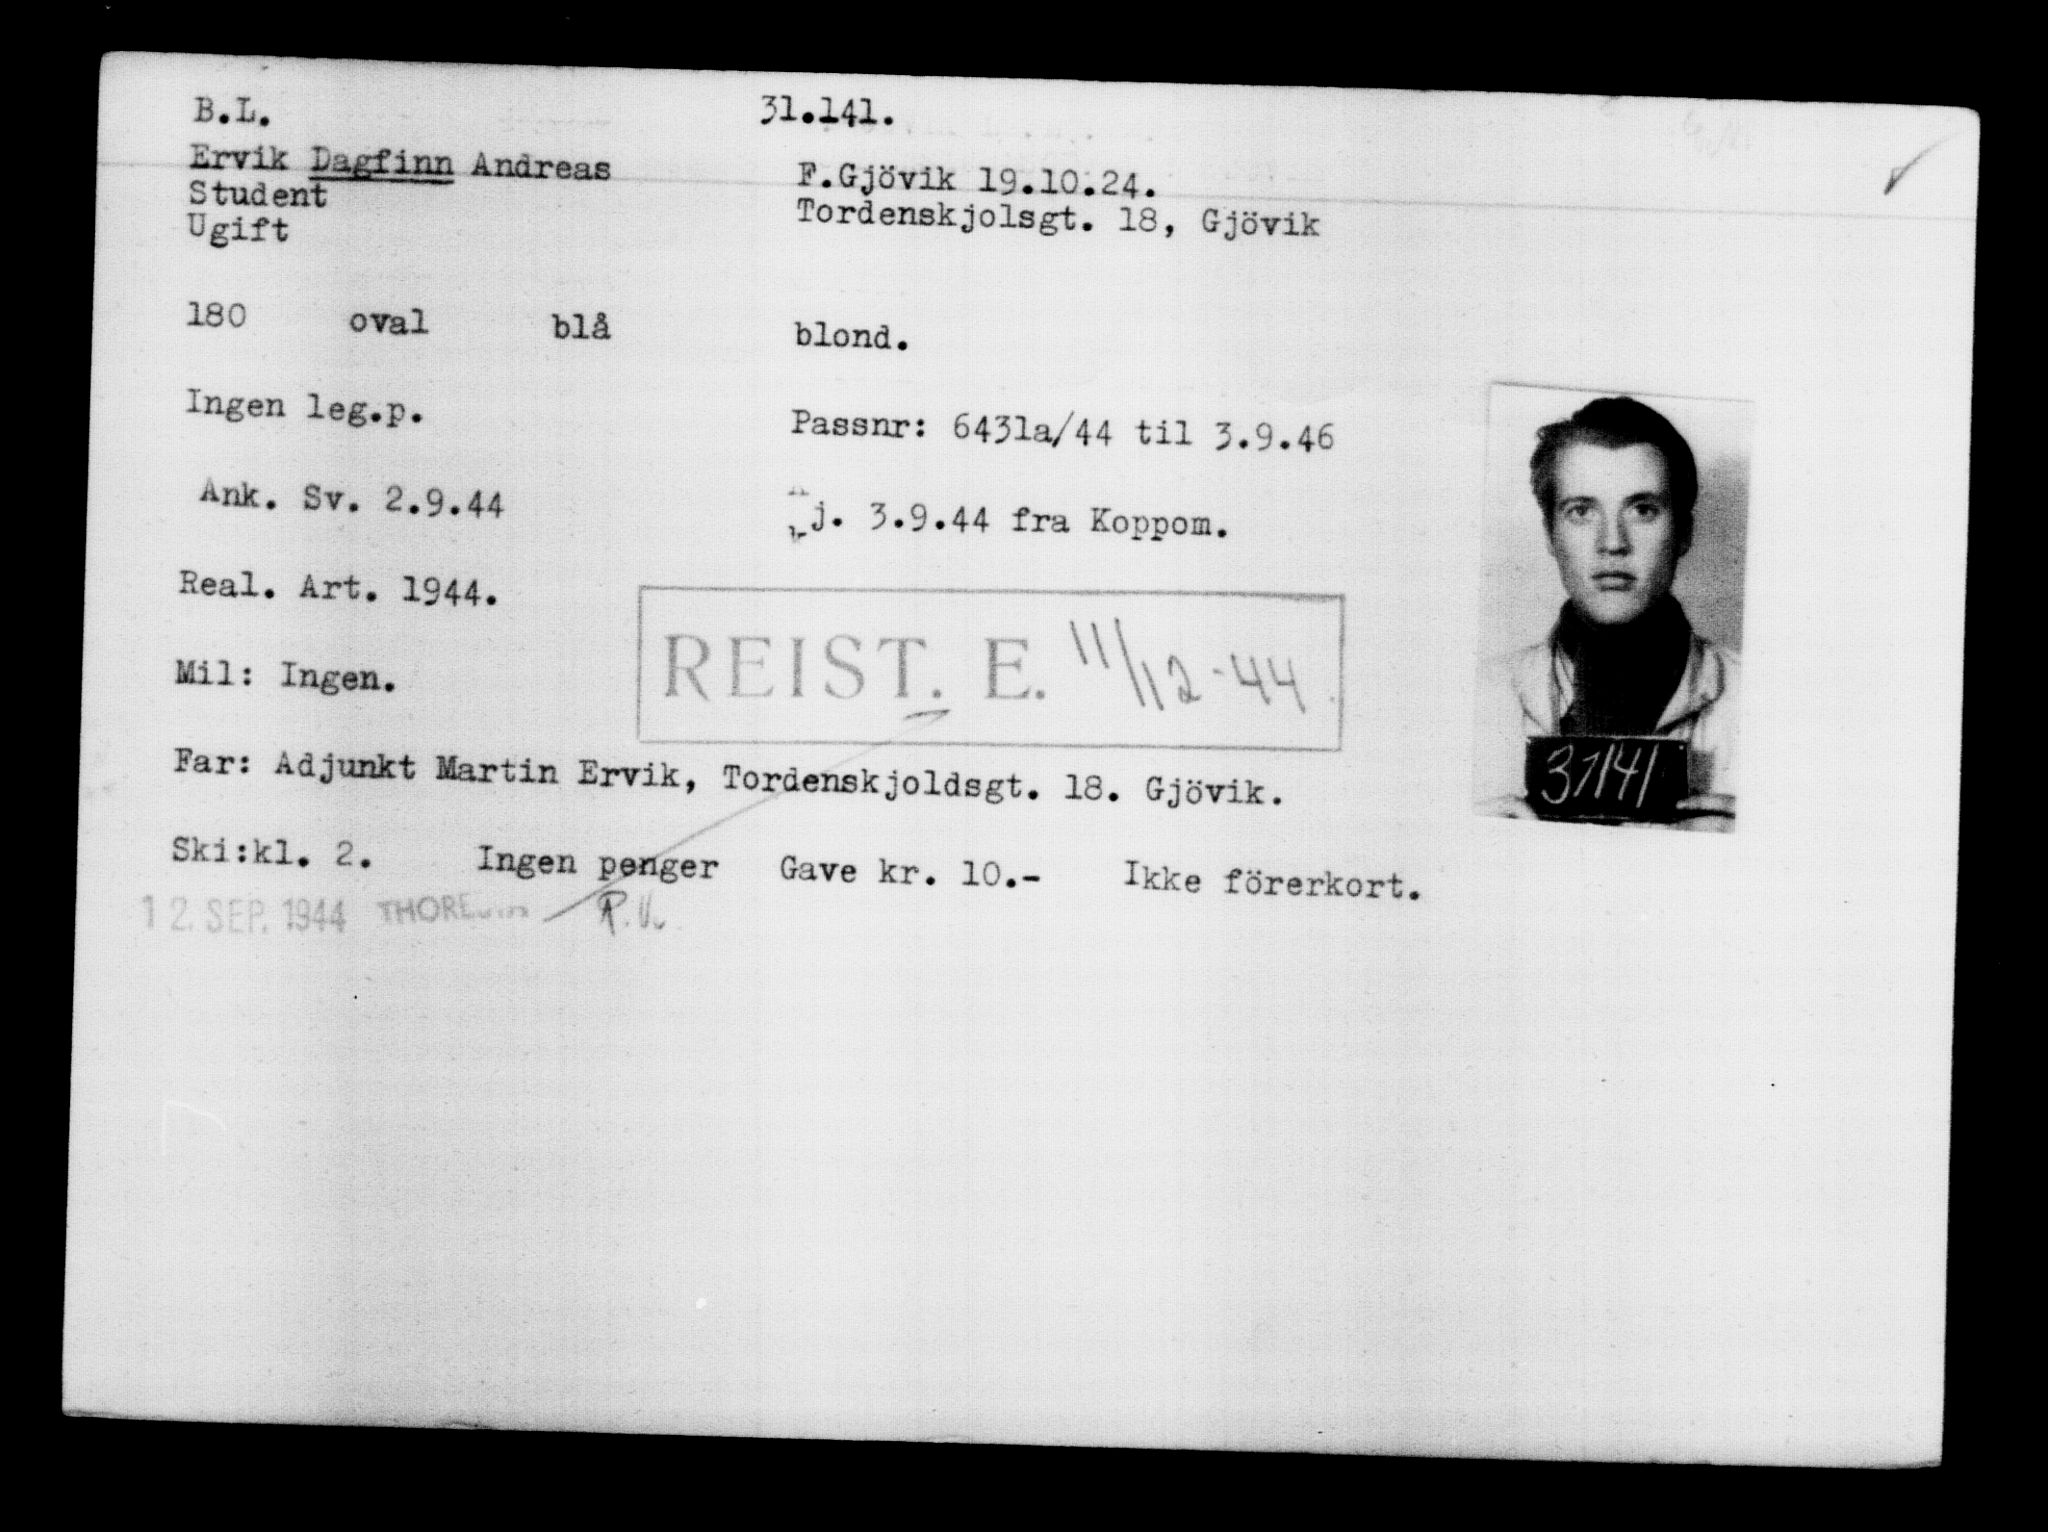 B.L. 31.141.
Ervik Dagfinn Andreas F.Gjövik 19.10.24.
Student Tordenskjolsgt. 18, Gjövik
Ugift
180 oval blå blond.
Ingen leg.p. Passnr: 6431a/44 til 3.9.46
Ank. Sv. 2.9.44 j. 3.9.44 fra Koppom.
Real. Art. 1944.
REIST. E. 11/12-44.
Mil: Ingen.
Far: Adjunkt Martin Ervik, Tordenskjoldsgt. 18. Gjövik.
Ski:kl. 2. Ingen penger Gave kr. 10.- Ikke förerkort.
12. SEP. 1944
31141